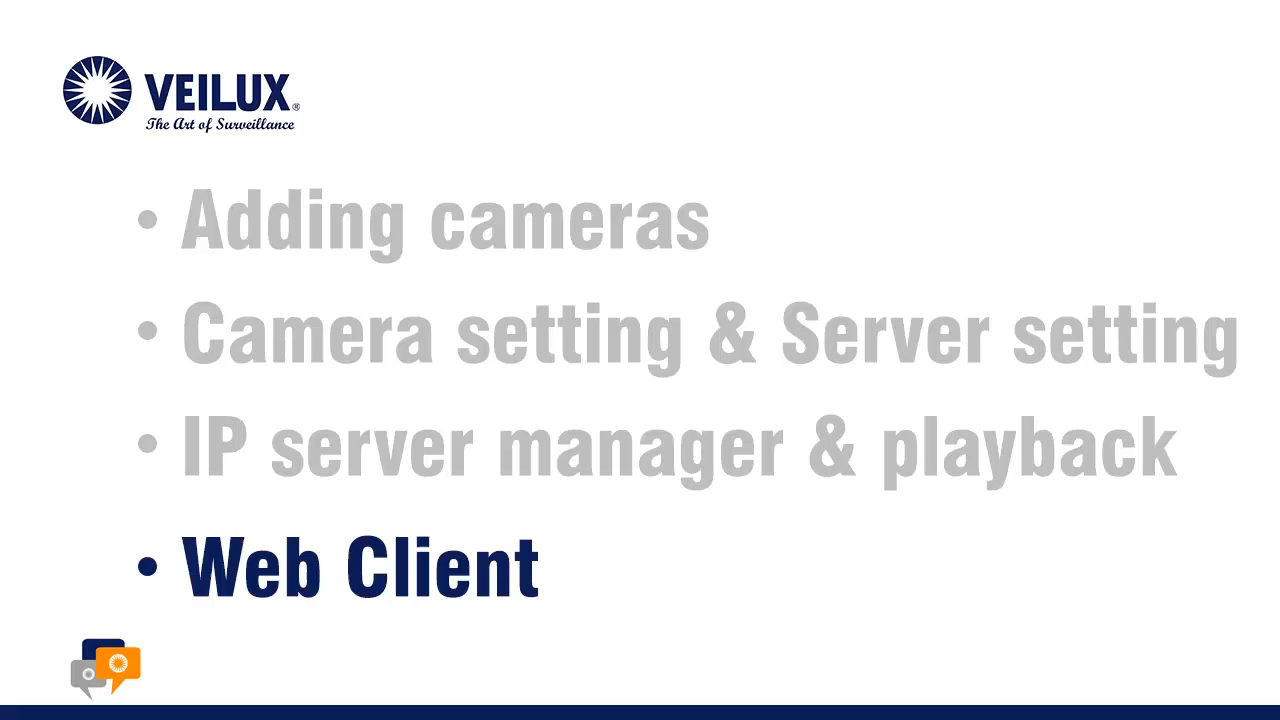 VEILUX®
The Art of Surveillance
• Adding cameras
• Camera setting & Server setting
• IP server manager & playback
• Web Client